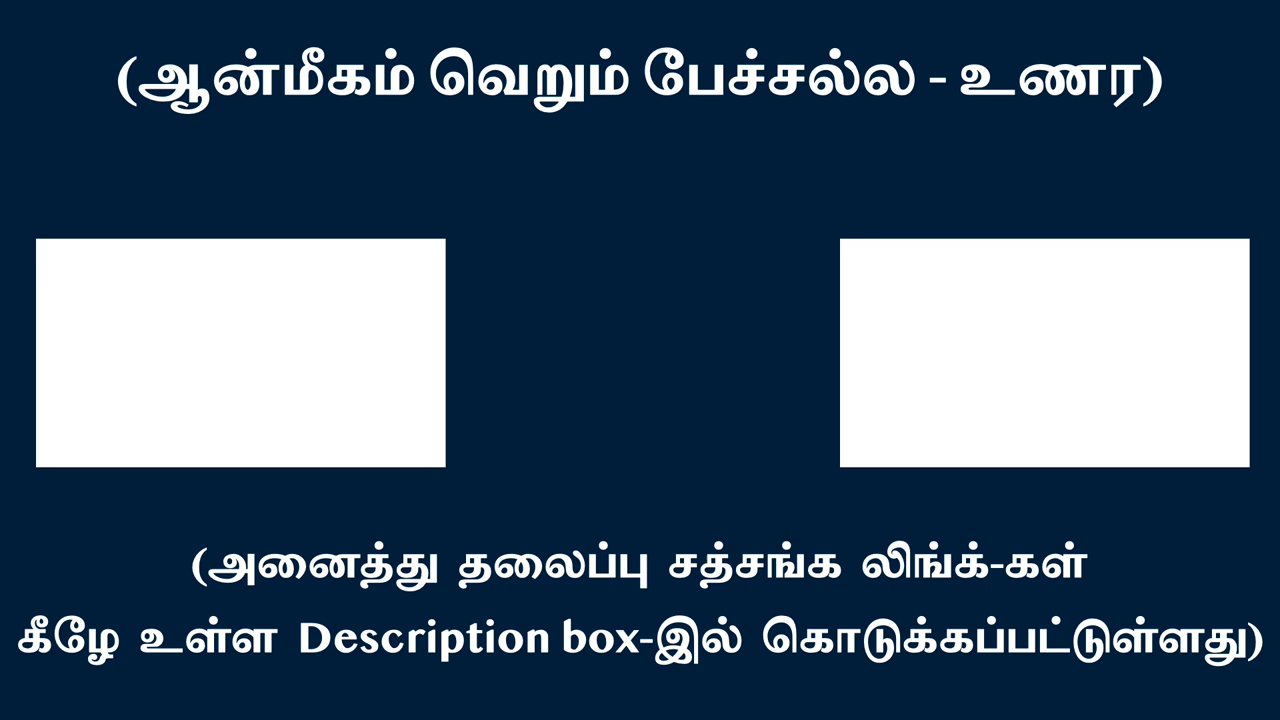 (ஆன்மீகம் வெறும் பேச்சல்ல - உணர)
(அனைத்து தலைப்பு சத்சங்க லிங்க்-கள்
கீழே உள்ள Description box-இல் கொடுக்கப்பட்டுள்ளது)